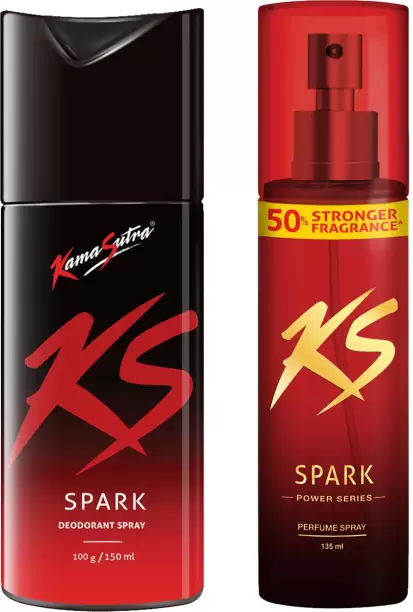 KamaSutra®
KS
SPARK
DEODORANT SPRAY
100 g / 150 ml
50% STRONGER
FRAGRANCE^
KS
SPARK
POWER SERIES
PERFUME SPRAY
135 ml